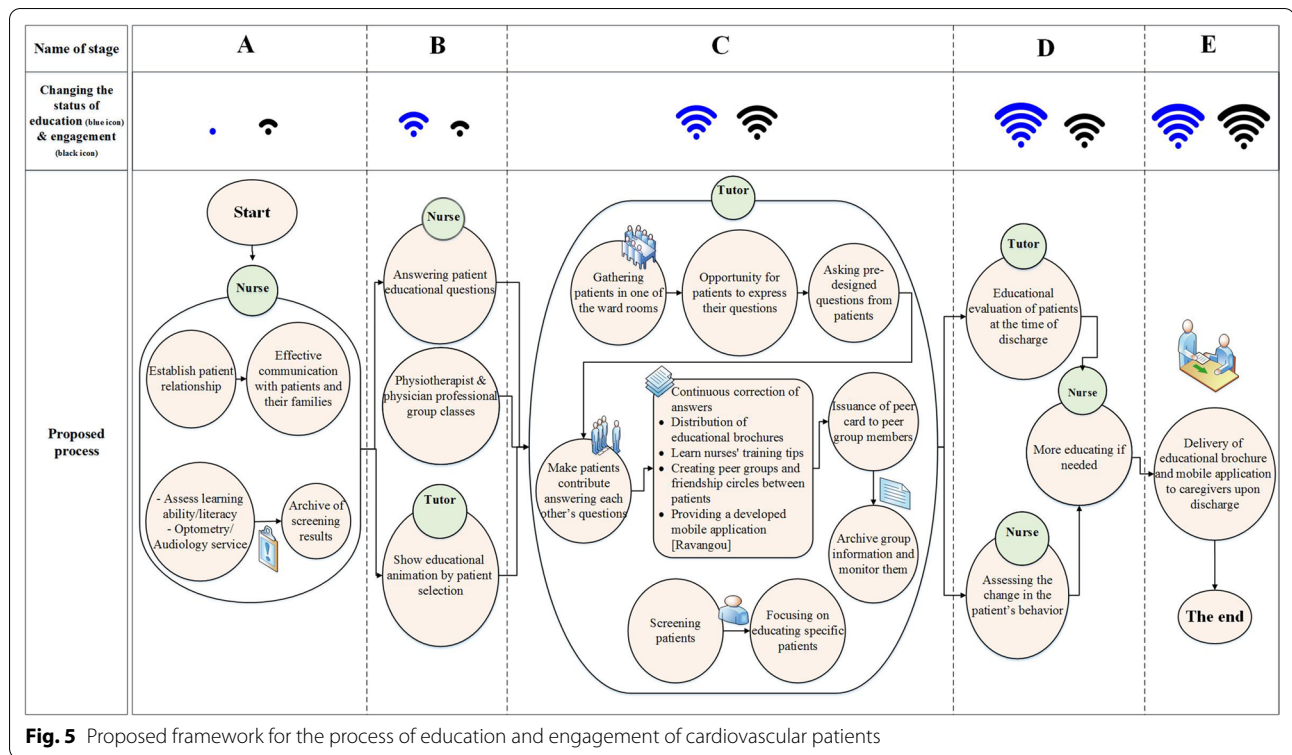 Name of stage
A
B
C
D
E
Changing the
status of
education (blue icon)
& engagement
(black icon)
Proposed
process
Start
Nurse
Establish patient
relationship
Effective
communication
with patients and
their families
- Assess learning
ability/literacy
- Optometry/
Audiology service
Archive of
screening
results
Nurse
Answering patient
educational questions
Physiotherapist &
physician professional
group classes
Tutor
Show educational
animation by patient
selection
Tutor
Gathering
patients in one of
the ward rooms
Opportunity for
patients to express
their questions
Asking pre-
designed
questions from
patients
Make patients
contribute
answering each
other's questions
Continuous correction of
answers
• Distribution of
educational brochures
• Learn nurses' training tips
• Creating peer groups and
friendship circles between
patients
• Providing a developed
mobile application
[Ravangou]
Issuance of peer
card to peer
group members
Archive group
information and
monitor them
Screening
patients
Focusing on
educating specific
patients
Tutor
Educational
evaluation of patients
at the time of
discharge
Nurse
More educating if
needed
Nurse
Assessing the
change in the
patient's behavior
Delivery of
educational brochure
and mobile application
to caregivers upon
discharge
The end
Fig. 5 Proposed framework for the process of education and engagement of cardiovascular patients